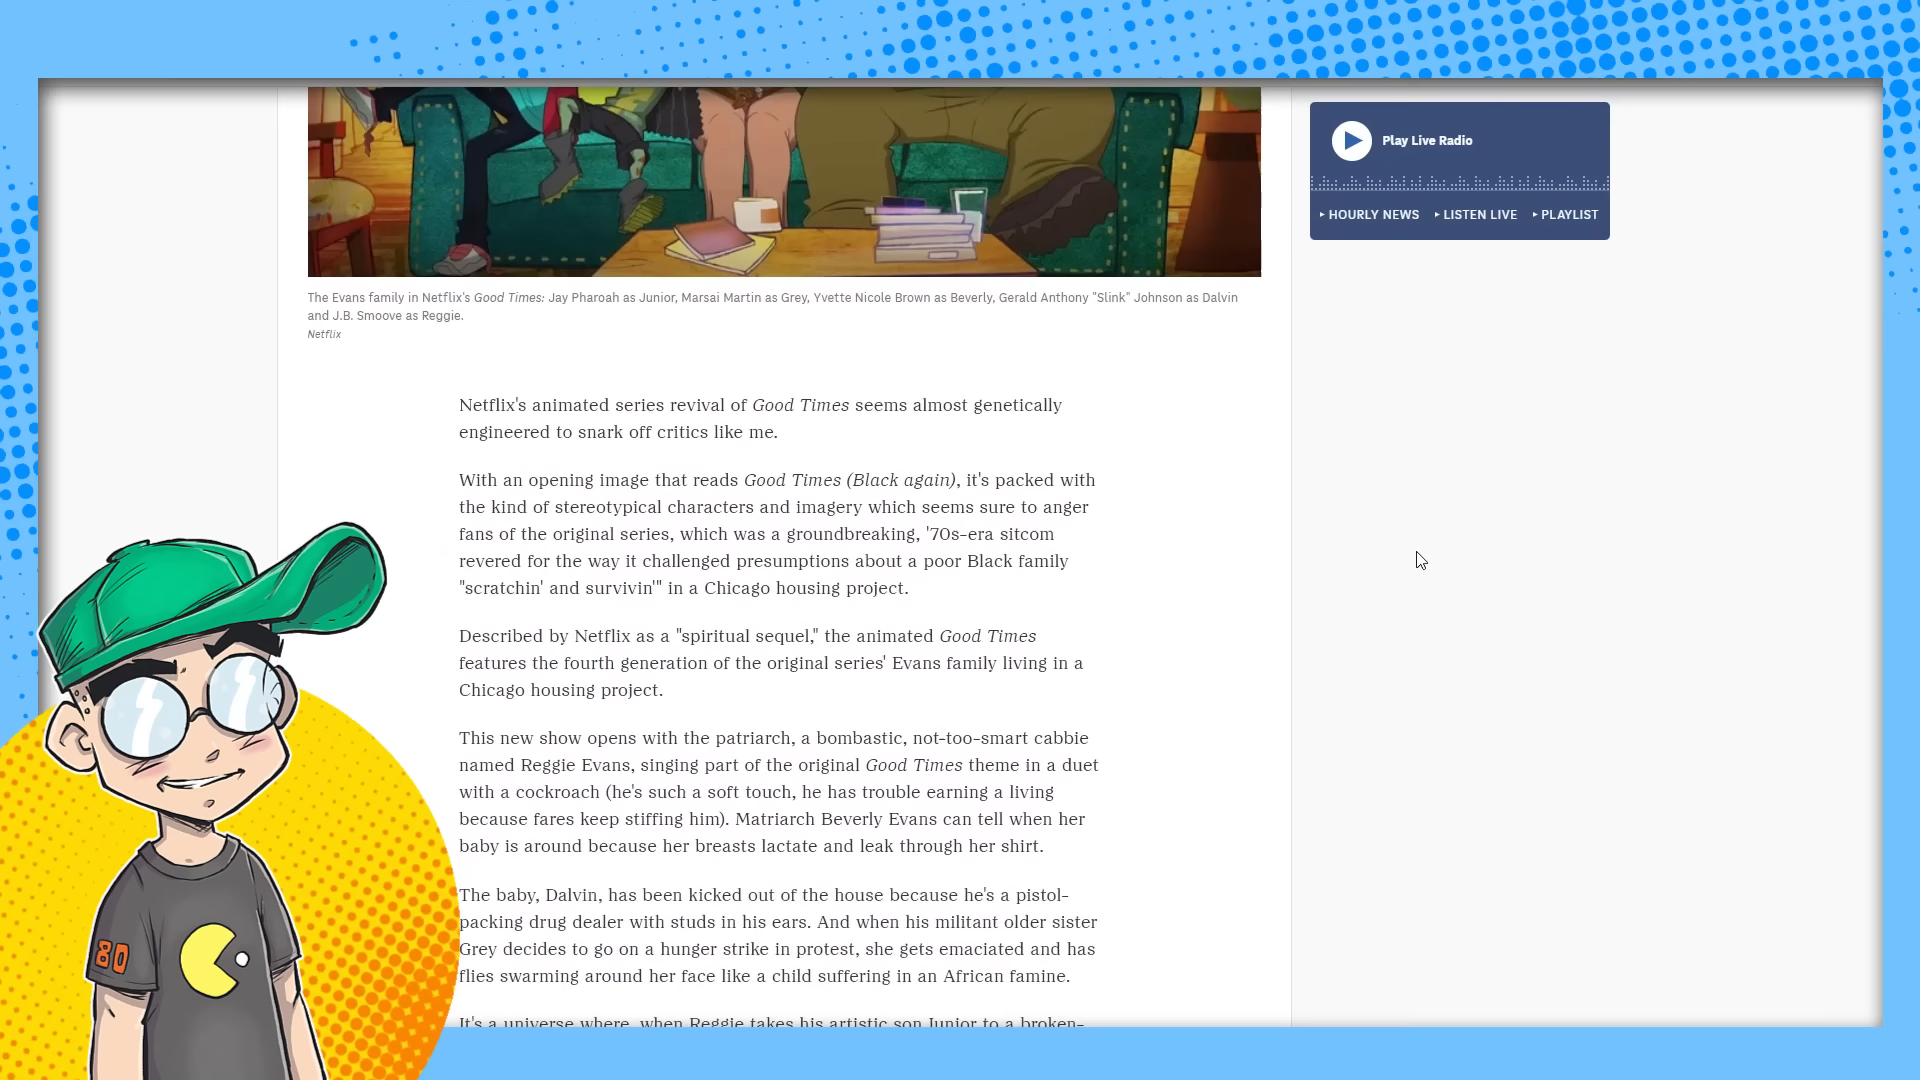 Play Live Radio
HOURLY NEWS LISTEN LIVE PLAYLIST
The Evans family in Netflix's Good Times: Jay Pharoah as Junior, Marsai Martin as Grey, Yvette Nicole Brown as Beverly, Gerald Anthony "Slink" Johnson as Dalvin
and J.B. Smoove as Reggie.
Netflix
Netflix's animated series revival of Good Times seems almost genetically
engineered to snark off critics like me.
With an opening image that reads Good Times (Black again), it's packed with
the kind of stereotypical characters and imagery which seems sure to anger
fans of the original series, which was a groundbreaking, '70s-era sitcom
revered for the way it challenged presumptions about a poor Black family
"scratchin' and survivin'" in a Chicago housing project.
Described by Netflix as a "spiritual sequel," the animated Good Times
features the fourth generation of the original series' Evans family living in a
Chicago housing project.
This new show opens with the patriarch, a bombastic, not-too-smart cabbie
named Reggie Evans, singing part of the original Good Times theme in a duet
with a cockroach (he's such a soft touch, he has trouble earning a living
because fares keep stiffing him). Matriarch Beverly Evans can tell when her
baby is around because her breasts lactate and leak through her shirt.
The baby, Dalvin, has been kicked out of the house because he's a pistol-
packing drug dealer with studs in his ears. And when his militant older sister
Grey decides to go on a hunger strike in protest, she gets emaciated and has
flies swarming around her face like a child suffering in an African famine.
It's a universe where, when Reggie takes his artistic son Junior to a broken-
80